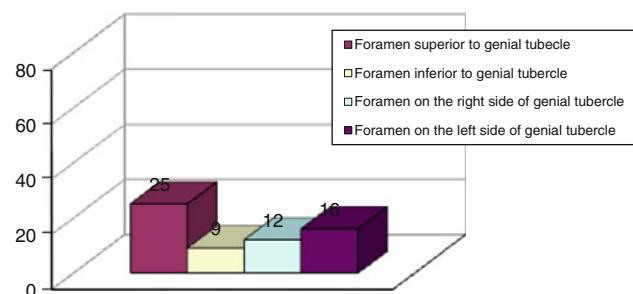 80
60
40
20
0
25
9
12
16
Foramen superior to genial tubecle
Foramen inferior to genial tubercle
Foramen on the right side of genial tubercle
Foramen on the left side of genial tubercle